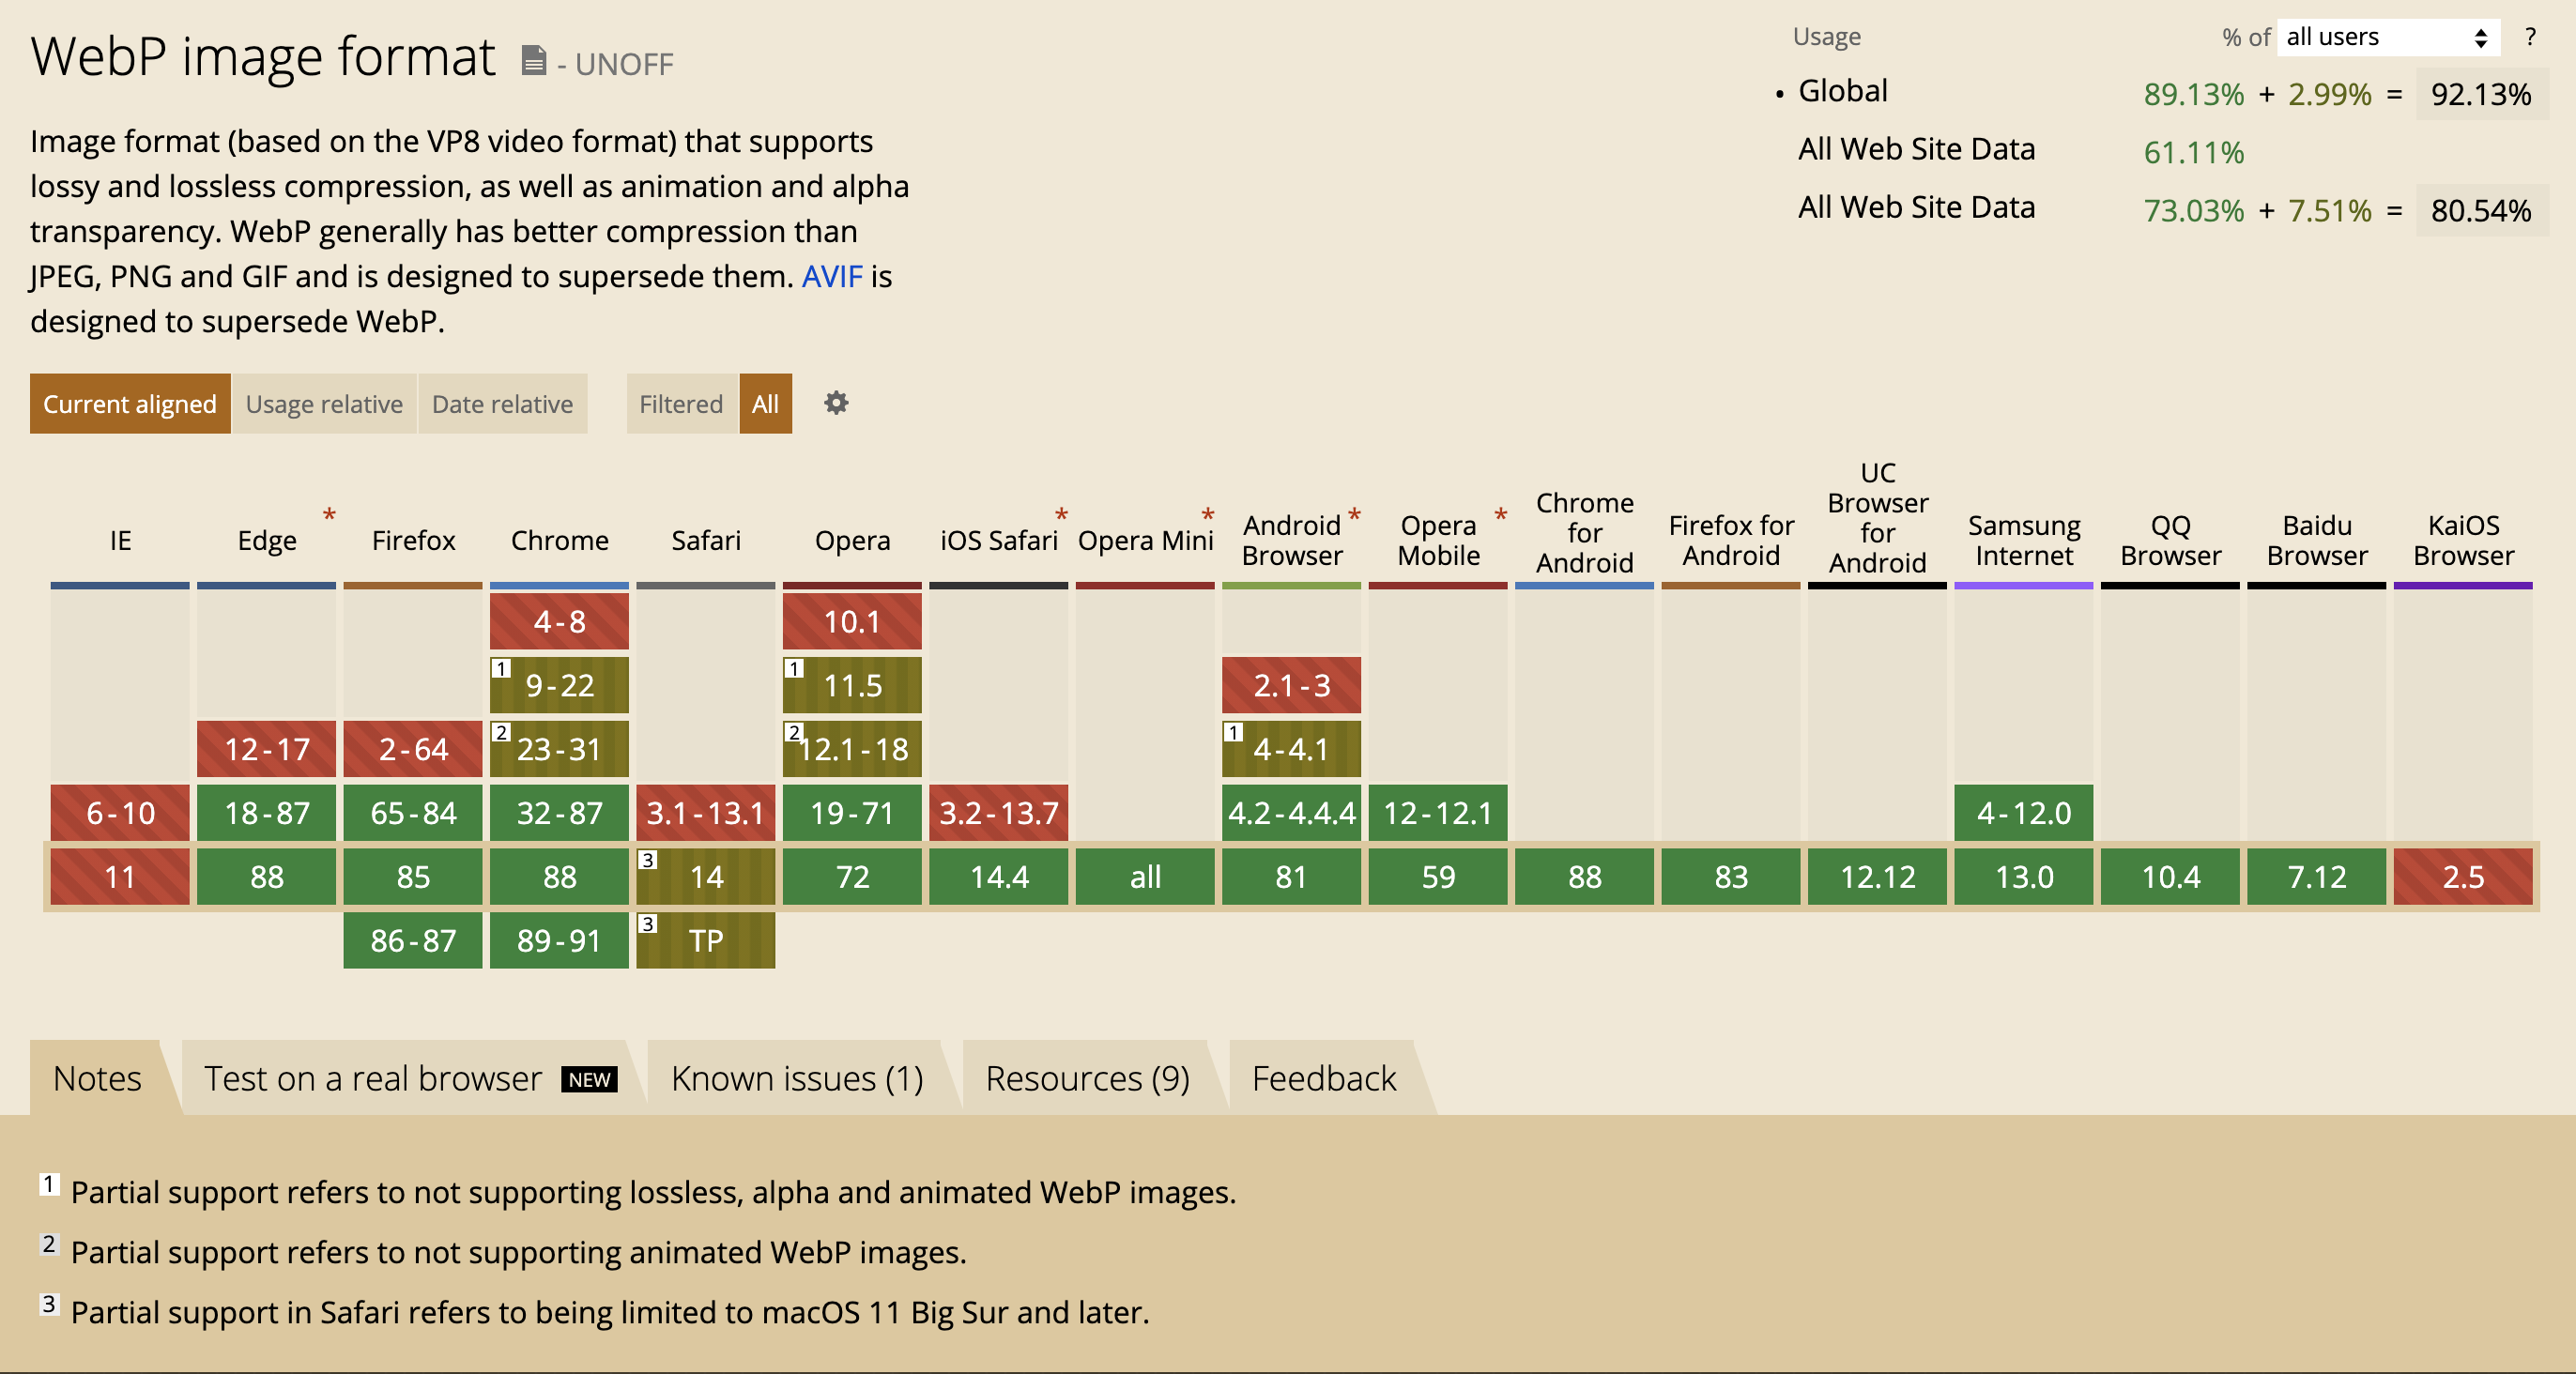 WebP image format - UNOFF
Usage % of all users ?
• Global 89.13% + 2.99% = 92.13%
All Web Site Data 61.11%
All Web Site Data 73.03% + 7.51% = 80.54%
Image format (based on the VP8 video format) that supports
lossy and lossless compression, as well as animation and alpha
transparency. WebP generally has better compression than
JPEG, PNG and GIF and is designed to supersede them. AVIF is
designed to supersede WebP.
Current aligned Usage relative Date relative Filtered All
IE
Edge *
Firefox
Chrome
Safari
Opera
iOS Safari *
Opera Mini *
Android *
Browser
Opera *
Mobile
Chrome
for
Android
Firefox for
Android
UC
Browser
for
Android
Samsung
Internet
QQ
Browser
Baidu
Browser
KaiOS
Browser
4-8 10.1
1 9-22 1 11.5 2.1-3
12-17 2-64 2 23-31 2 12.1-18 1 4-4.1
6-10 18-87 65-84 32-87 3.1-13.1 19-71 3.2-13.7 4.2-4.4.4 12-12.1 4-12.0
11 88 85 88 3 14 72 14.4 all 81 59 88 83 12.12 13.0 10.4 7.12 2.5
86-87 89-91 3 TP
Notes Test on a real browser NEW Known issues (1) Resources (9) Feedback
1 Partial support refers to not supporting lossless, alpha and animated WebP images.
2 Partial support refers to not supporting animated WebP images.
3 Partial support in Safari refers to being limited to macOS 11 Big Sur and later.